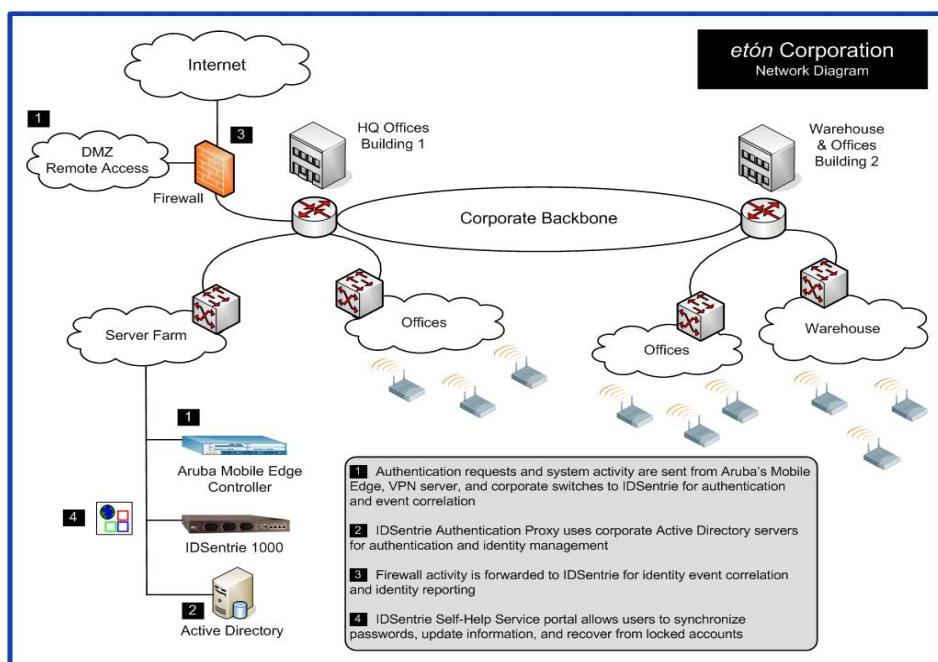 etón Corporation
Network Diagram
Internet
1
3
DMZ
Remote Access
Firewall
HQ Offices
Building 1
Warehouse
& Offices
Building 2
Corporate Backbone
Server Farm
Offices
Offices
Warehouse
1
Aruba Mobile Edge
Controller
4
IDSentrie 1000
2
Active Directory
1 Authentication requests and system activity are sent from Aruba's Mobile
Edge, VPN server, and corporate switches to IDSentrie for authentication
and event correlation
2 IDSentrie Authentication Proxy uses corporate Active Directory servers
for authentication and identity management
3 Firewall activity is forwarded to IDSentrie for identity event correlation
and identity reporting
4 IDSentrie Self-Help Service portal allows users to synchronize
passwords, update information, and recover from locked accounts